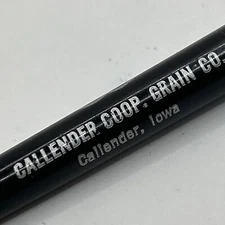 CALLENDER COOP. GRAIN CO.
Callender, Iowa